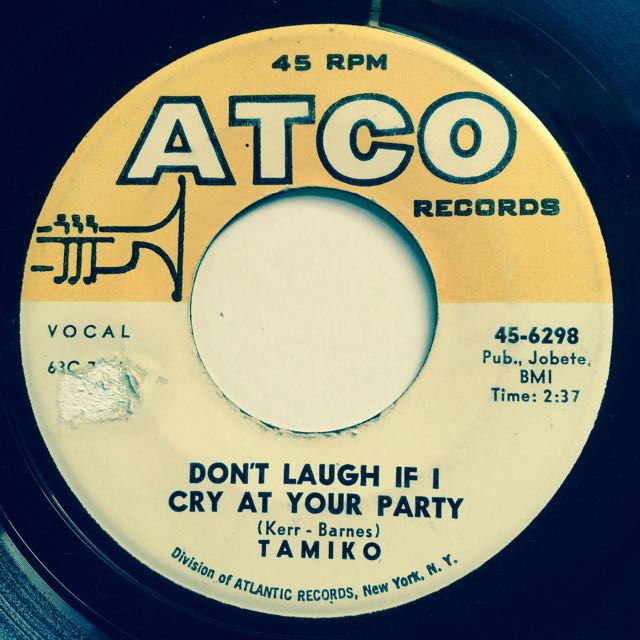 45 RPM
ATCO
RECORDS
VOCAL
45-6298
Pub., Jobete,
BMI
Time: 2:37
DON'T LAUGH IF I
CRY AT YOUR PARTY
(Kerr - Barnes)
TAMIKO
Division of ATLANTIC RECORDS, New York, N. Y.